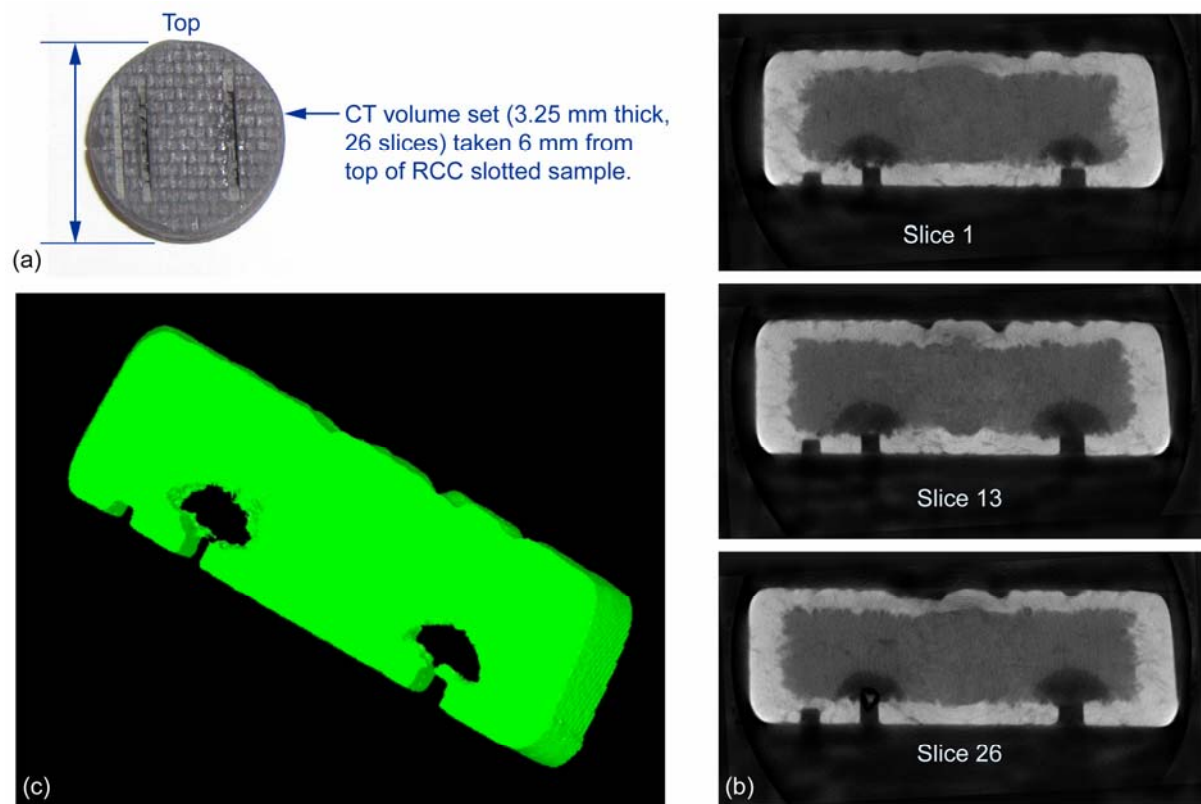 Top
CT volume set (3.25 mm thick,
26 slices) taken 6 mm from
top of RCC slotted sample.
(a)
Slice 1
Slice 13
Slice 26
(c)
(b)